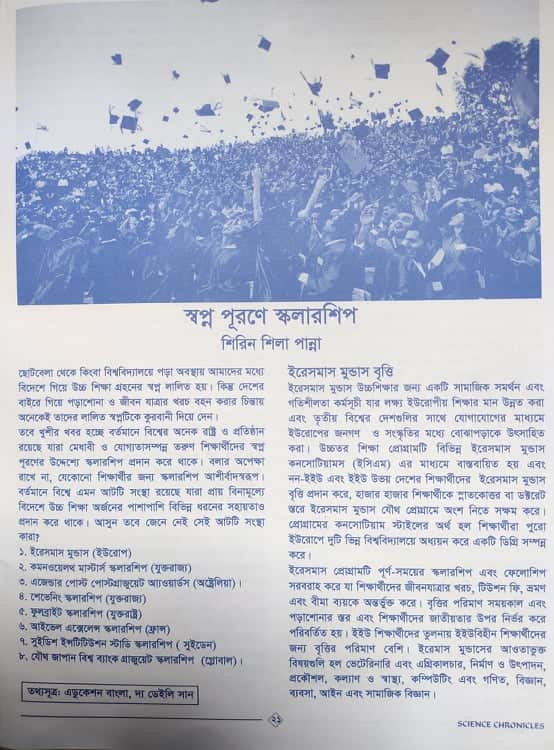 স্বপ্ন পূরণে স্কলারশিপ
শিরিন শিলা পান্না
ছোটবেলা থেকে কিংবা বিশ্ববিদ্যালয়ে পড়া অবস্থায় আমাদের মধ্যে
বিদেশে গিয়ে উচ্চ শিক্ষা গ্রহনের স্বপ্ন লালিত হয়। কিন্তু দেশের
বাইরে গিয়ে পড়াশোনা ও জীবন যাত্রার খরচ বহন করার চিন্তায়
অনেকেই তাদের লালিত স্বপ্নটিকে কুরবানী দিয়ে দেন।
তবে খুশীর খবর হচ্ছে বর্তমানে বিশ্বের অনেক রাষ্ট্র ও প্রতিষ্ঠান
রয়েছে যারা মেধাবী ও যোগ্যতাসম্পন্ন তরুণ শিক্ষার্থীদের স্বপ্ন
পূরণের উদ্দেশ্যে স্কলারশিপ প্রদান করে থাকে। বলার অপেক্ষা
রাখে না, যেকোনো শিক্ষার্থীর জন্য স্কলারশিপ আশীর্বাদস্বরূপ।
বর্তমানে বিশ্বে এমন আটটি সংস্থা রয়েছে যারা প্রায় বিনামূল্যে
বিদেশে উচ্চ শিক্ষা অর্জনের পাশাপাশি বিভিন্ন ধরনের সহায়তাও
প্রদান করে থাকে। আসুন তবে জেনে নেই সেই আটটি সংস্থা
কারা?
১. ইরেসমাস মুন্ডাস (ইউরোপ)
২. কমনওয়েলথ মাস্টার্স স্কলারশিপ (যুক্তরাজ্য)
৩. এজেন্ডার পোস্ট পোস্টগ্রাজুয়েট আ্যওয়ার্ডস (অষ্ট্রেলিয়া)।
৪. শেভেনিং স্কলারশিপ (যুক্তরাজ্য)
৫. ফুলব্রাইট স্কলারশিপ (যুক্তরাষ্ট্র)
৬. আইভেল এক্সেলেন্স স্কলারশিপ (ফ্রান্স)
৭. সুইডিশ ইন্সটিটিউশন স্টাডি স্কলারশিপ ( সুইডেন)
৮. যৌথ জাপান বিশ্ব ব্যাংক গ্রাজুয়েট স্কলারশিপ (গ্লোবাল)।
তথ্যসূত্র: এডুকেশন বাংলা, দ্য ডেইলি সান
ইরেসমাস মুন্ডাস বৃত্তি
ইরেসমাস মুন্ডাস উচ্চশিক্ষার জন্য একটি সামাজিক সমর্থন এবং
গতিশীলতা কর্মসূচী যার লক্ষ্য ইউরোপীয় শিক্ষার মান উন্নত করা
এবং তৃতীয় বিশ্বের দেশগুলির সাথে যোগাযোগের মাধ্যমে
ইউরোপের জনগণ ও সংস্কৃতির মধ্যে বোঝাপড়াকে উৎসাহিত
করা। উচ্চতর শিক্ষা প্রোগ্রামটি বিভিন্ন ইরেসমাস মুন্ডাস
কনসোটিয়ামস (ইসিএম) এর মাধ্যমে বাস্তবায়িত হয় এবং
নন-ইইউ এবং ইইউ উভয় দেশের শিক্ষার্থীদের ইরেসমাস মুন্ডাস
বৃত্তি প্রদান করে, হাজার হাজার শিক্ষার্থীকে স্নাতকোত্তর বা ডক্টরেট
স্তরে ইরেসমাস মুন্ডাস যৌথ প্রোগ্রামে অংশ নিতে সক্ষম করে।
প্রোগ্রামের কনসোটিয়াম স্টাইলের অর্থ হল শিক্ষার্থীরা পুরো
ইউরোপে দুটি ভিন্ন বিশ্ববিদ্যালয়ে অধ্যয়ন করে একটি ডিগ্রি সম্পন্ন
করে।
ইরেসমাস প্রোগ্রামটি পূর্ণ-সময়ের স্কলারশিপ এবং ফেলোশিপ
সরবরাহ করে যা শিক্ষার্থীদের জীবনযাত্রার খরচ, টিউশন ফি, ভ্রমণ
এবং বীমা ব্যয়কে অন্তর্ভুক্ত করে। বৃত্তির পরিমাণ সময়কাল এবং
পড়াশোনার স্তর এবং শিক্ষার্থীদের জাতীয়তার উপর নির্ভর করে
পরিবর্তিত হয়। ইইউ শিক্ষার্থীদের তুলনায় ইইউবিহীন শিক্ষার্থীদের
জন্য বৃত্তির পরিমাণ বেশি। ইরেসমাস মুন্ডাসের আওতাভুক্ত
বিষয়গুলি হল ভেটেরিনারি এবং এগ্রিকালচার, নির্মাণ ও উৎপাদন,
প্রকৌশল, কল্যাণ ও স্বাস্থ্য, কম্পিউটিং এবং গণিত, বিজ্ঞান,
ব্যবসা, আইন এবং সামাজিক বিজ্ঞান।
২১
SCIENCE CHRONICLES